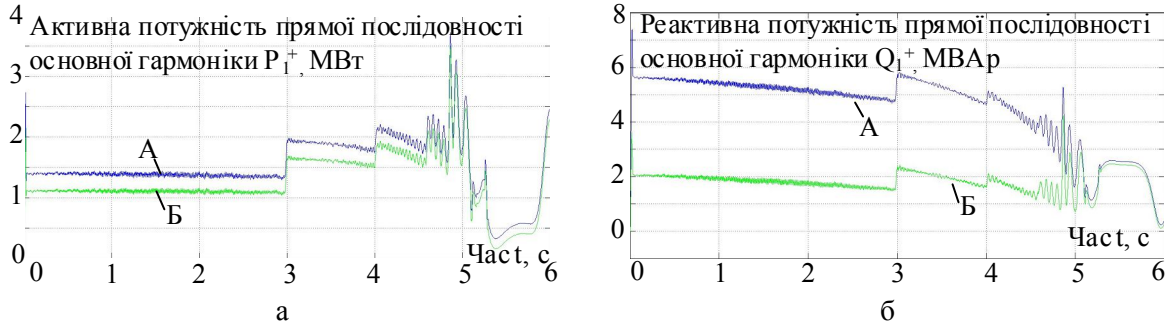 Активна потужність прямої послідовності
основної гармоніки P₁⁺, МВт
4
3
2
1
0
А
Б
Час t, с
0 1 2 3 4 5 6
а
Реактивна потужність прямої послідовності
основної гармоніки Q₁⁺, МВАр
8
6
4
2
0
А
Б
Час t, с
0 1 2 3 4 5 6
б